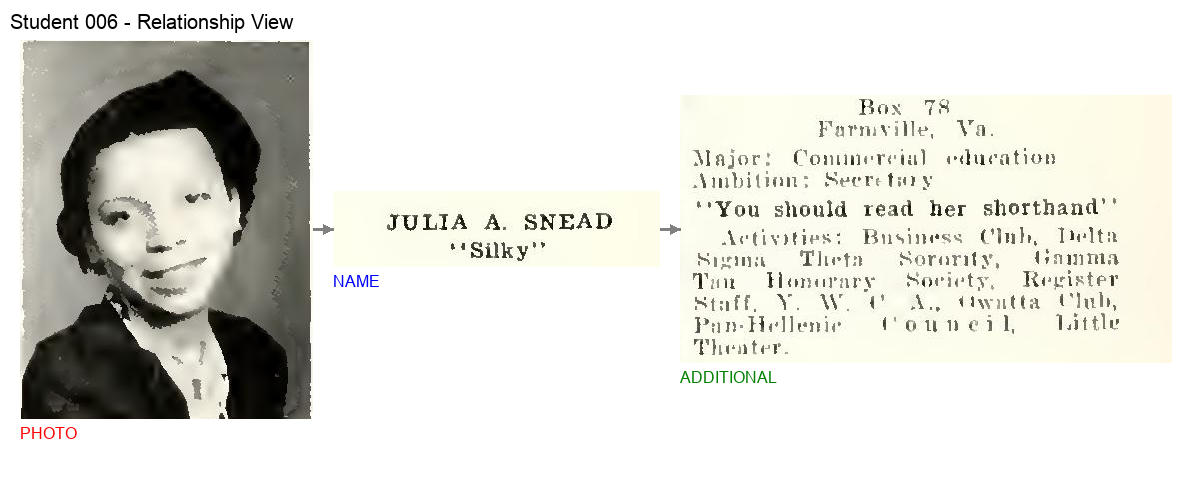 Student 006 - Relationship View
JULIA A. SNEAD
"Silky"
NAME
Box 78
Farmville, Va.
Major: Commercial education
Ambition: Secretary
"You should read her shorthand"
Activities: Business Club, Delta
Sigma Theta Sorority, Gamma
Tau Honorary Society, Register
Staff, Y. W. C. A., Owatta Club,
Pan-Hellenic Council, Little
Theater.
ADDITIONAL
PHOTO